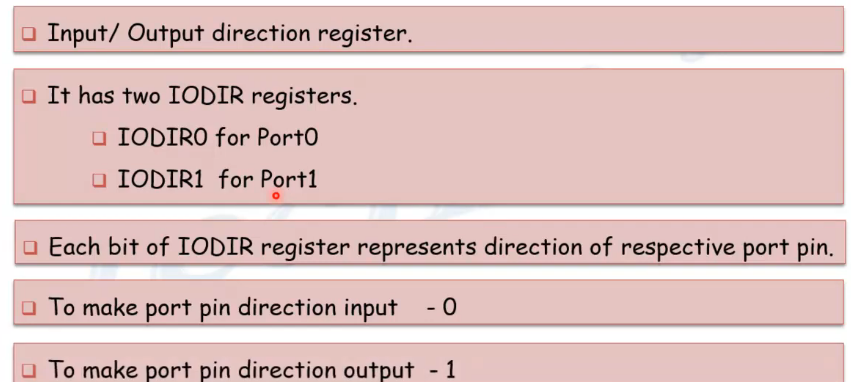 Input/ Output direction register.
It has two IODIR registers.
IODIR0 for Port0
IODIR1 for Port1
Each bit of IODIR register represents direction of respective port pin.
To make port pin direction input - 0
To make port pin direction output - 1